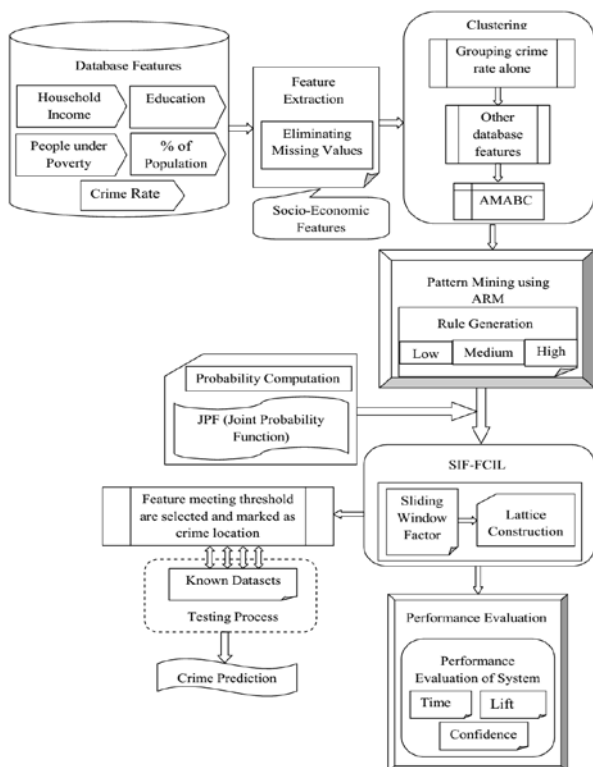 Database Features
Household
Income
Education
People under
Poverty
% of
Population
Crime Rate
Feature
Extraction
Eliminating
Missing Values
Socio-Economic
Features
Clustering
Grouping crime
rate alone
Other
database
features
AMABC
Pattern Mining using
ARM
Rule Generation
Low
Medium
High
Probability Computation
JPF (Joint Probability
Function)
SIF-FCIL
Sliding
Window
Factor
Lattice
Construction
Feature meeting threshold
are selected and marked as
crime location
Known Datasets
Testing Process
Crime Prediction
Performance Evaluation
Performance
Evaluation of System
Time
Lift
Confidence